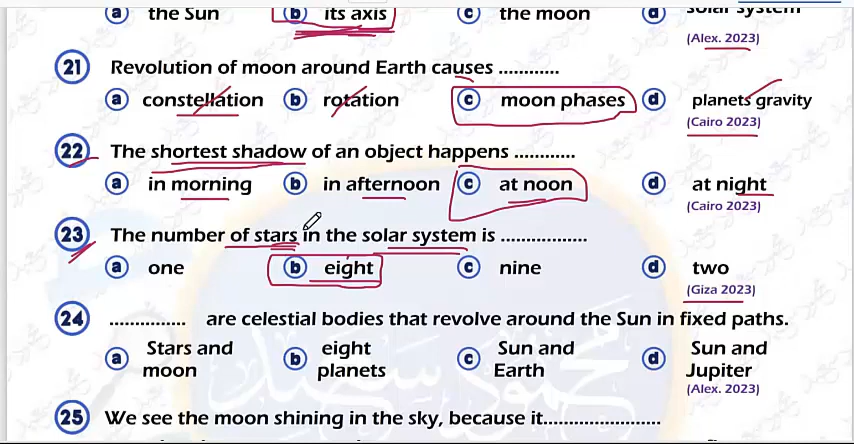 a the Sun b its axis c the moon d solar system
(Alex. 2023)
21 Revolution of moon around Earth causes ............
a constellation b rotation c moon phases d planets gravity
(Cairo 2023)
22 The shortest shadow of an object happens ............
a in morning b in afternoon c at noon d at night
(Cairo 2023)
23 The number of stars in the solar system is .................
a one b eight c nine d two
(Giza 2023)
24 ............... are celestial bodies that revolve around the Sun in fixed paths.
a Stars and moon b eight planets c Sun and Earth d Sun and Jupiter
(Alex. 2023)
25 We see the moon shining in the sky, because it.......................